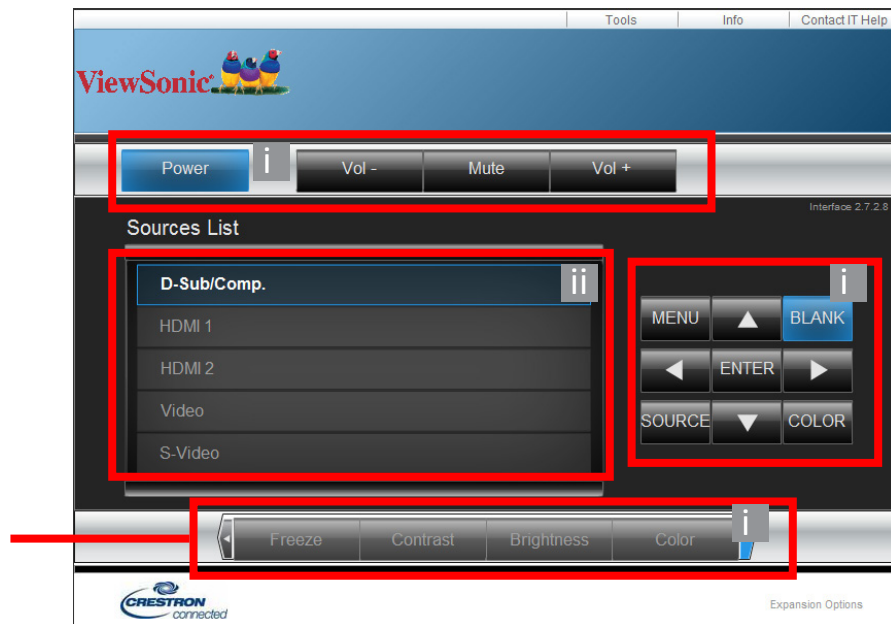 Tools Info Contact IT Help
ViewSonic
i
Power Vol - Mute Vol +
Interface 2.7.2.8
Sources List
ii
D-Sub/Comp.
HDMI 1
HDMI 2
Video
S-Video
i
MENU BLANK
ENTER
SOURCE COLOR
i
Freeze Contrast Brightness Color
CRESTRON
connected
Expansion Options